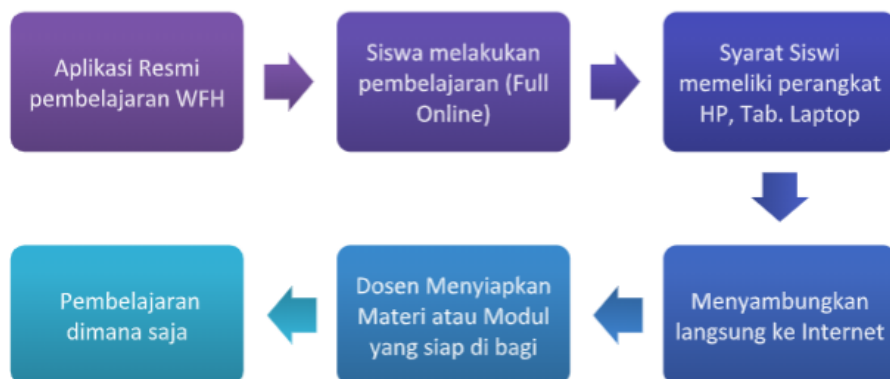 Aplikasi Resmi
pembelajaran WFH
Siswa melakukan
pembelajaran (Full
Online)
Syarat Siswi
memeliki perangkat
HP, Tab. Laptop
Menyambungkan
langsung ke Internet
Dosen Menyiapkan
Materi atau Modul
yang siap di bagi
Pembelajaran
dimana saja